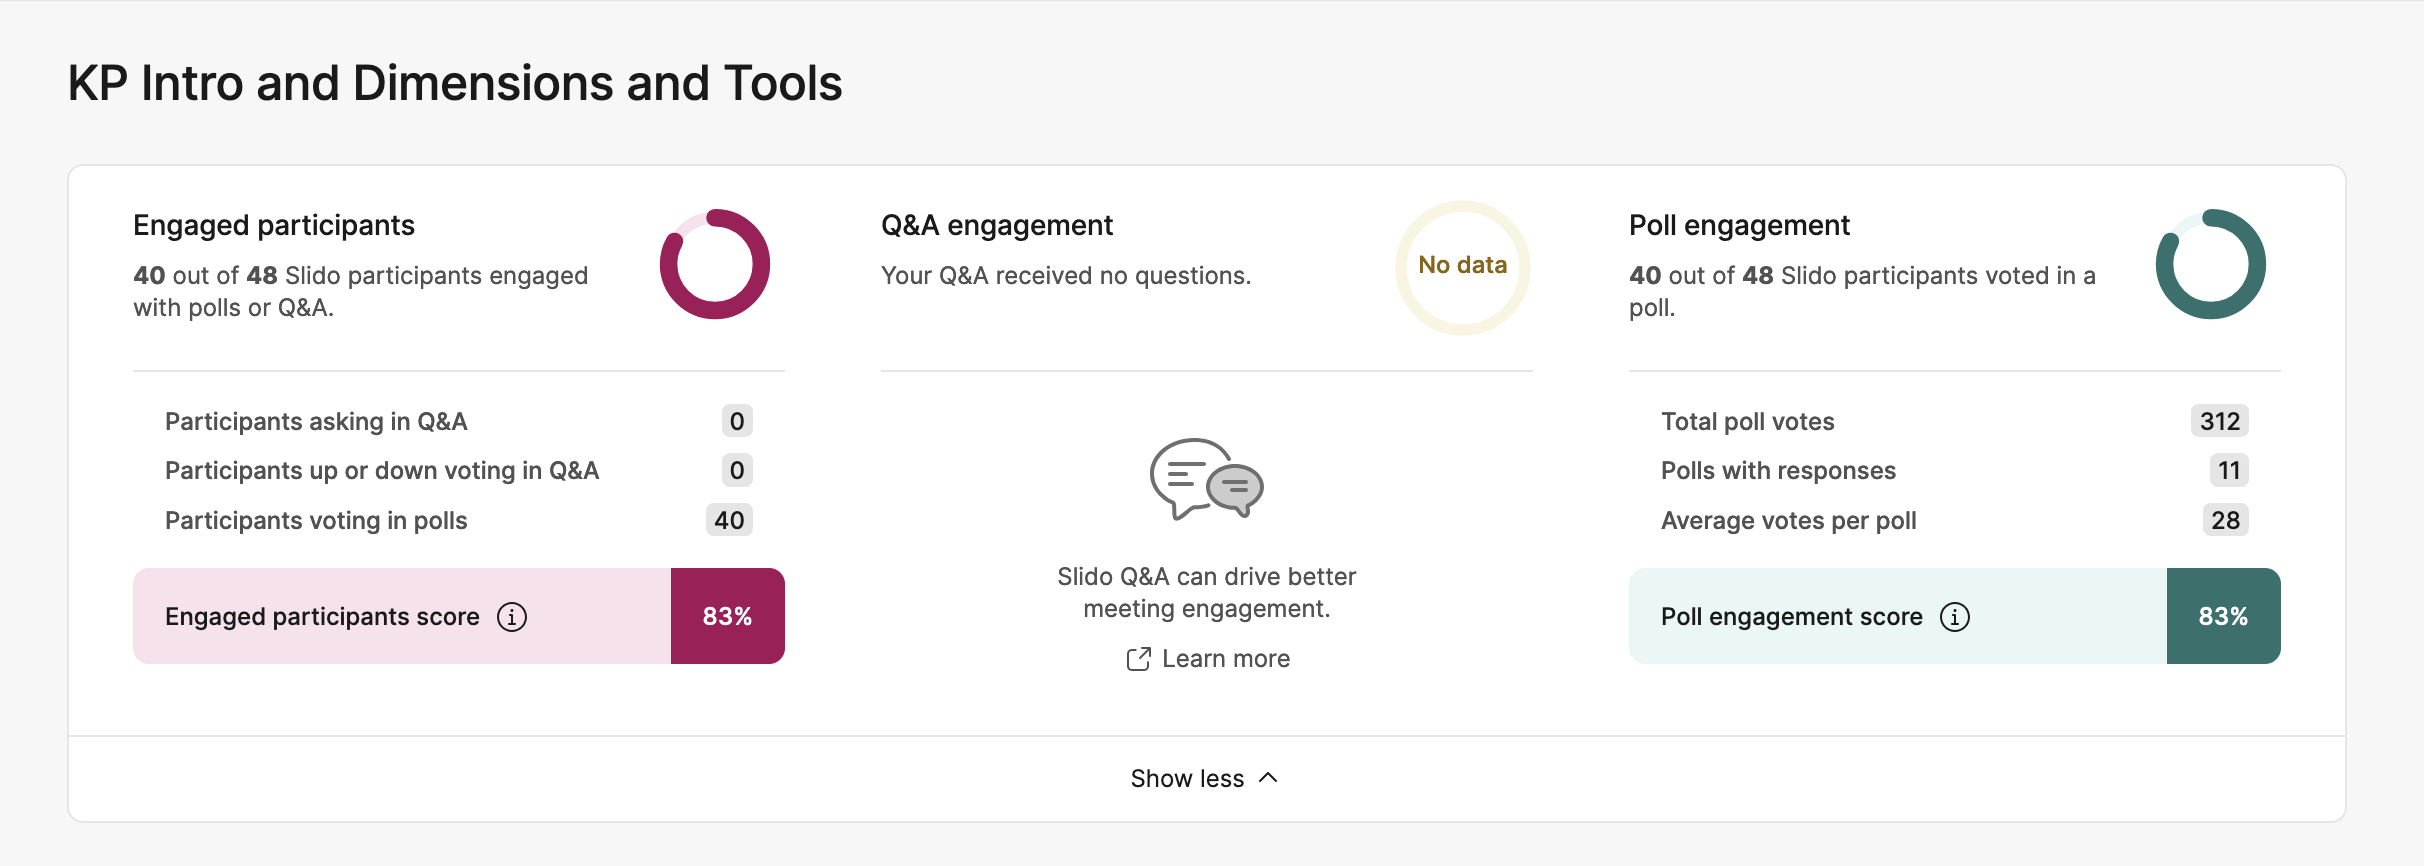 KP Intro and Dimensions and Tools
Engaged participants
40 out of 48 Slido participants engaged
with polls or Q&A.
Participants asking in Q&A 0
Participants up or down voting in Q&A 0
Participants voting in polls 40
Engaged participants score 83%
Q&A engagement
Your Q&A received no questions.
No data
Slido Q&A can drive better
meeting engagement.
Learn more
Poll engagement
40 out of 48 Slido participants voted in a
poll.
Total poll votes 312
Polls with responses 11
Average votes per poll 28
Poll engagement score 83%
Show less